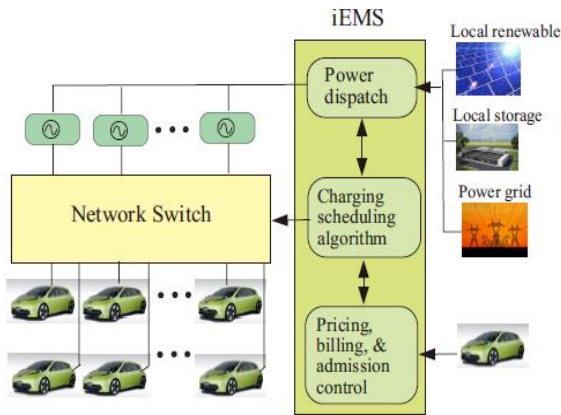 iEMS
Local renewable
Power
dispatch
Local storage
Network Switch
Charging
scheduling
algorithm
Power grid
Pricing,
billing, &
admission
control